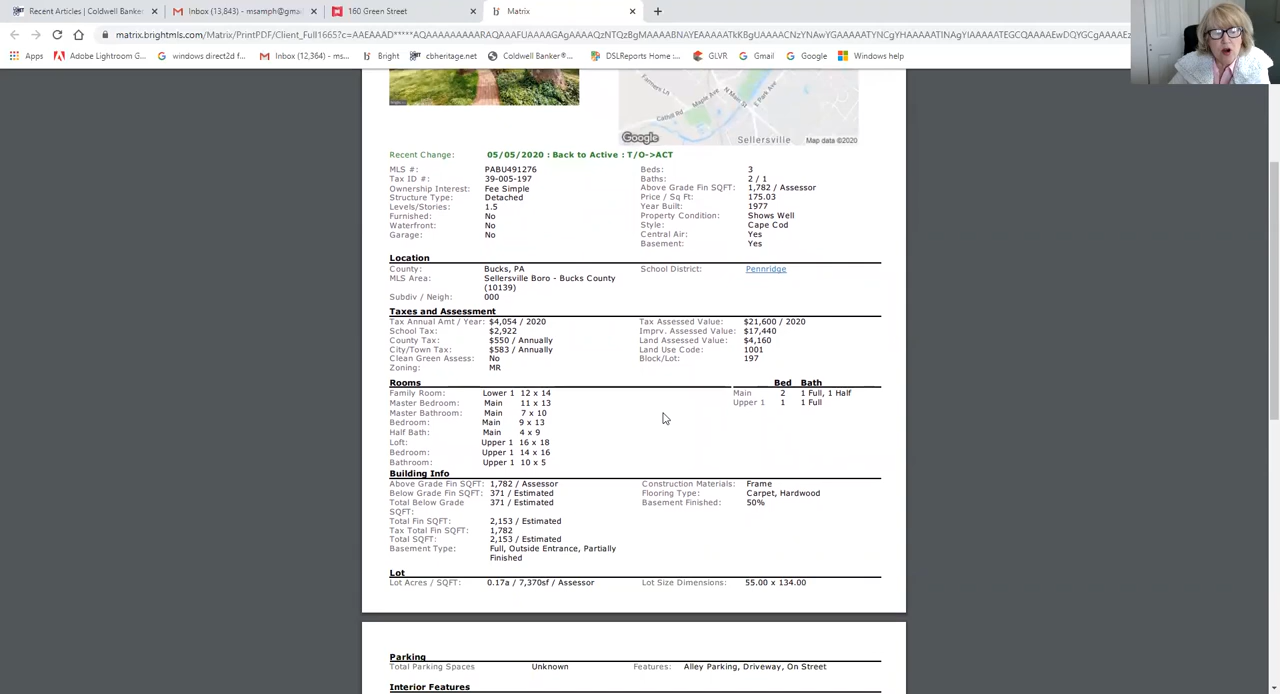 Recent Articles | Coldwell Banke
Inbox (13,843) - msamph@gma
160 Green Street
Matrix
matrix.brightmls.com/Matrix/PrintPDF/Client_Full1665?c=
Apps
Adobe Lightroom G...
windows direct2d f...
Inbox (12,364) - ms...
Bright
cbheritage.net
Coldwell Banker®...
DSLReports Home :...
GLVR
Gmail
Google
Windows help
Farmers Ln
Maple Ave
N Main St
E Park Ave
Cathill Rd
Sellersville
Google
Map data ©2020
Recent Change: 05/05/2020 : Back to Active : T/O->ACT
MLS #: PABU491276 Beds: 3
Tax ID #: 39-005-197 Baths: 2 / 1
Ownership Interest: Fee Simple Above Grade Fin SQFT: 1,782 / Assessor
Structure Type: Detached Price / Sq Ft: 175.03
Levels/Stories: 1.5 Year Built: 1977
Furnished: No Property Condition: Shows Well
Waterfront: No Style: Cape Cod
Garage: No Central Air: Yes
Basement: Yes
Location
County: Bucks, PA School District: Pennridge
MLS Area: Sellersville Boro - Bucks County
(10139)
Subdiv / Neigh: 000
Taxes and Assessment
Tax Annual Amt / Year: $4,054 / 2020 Tax Assessed Value: $21,600 / 2020
School Tax: $2,922 Imprv. Assessed Value: $17,440
County Tax: $550 / Annually Land Assessed Value: $4,160
City/Town Tax: $583 / Annually Land Use Code: 1001
Clean Green Assess: No Block/Lot: 197
Zoning: MR
Rooms Bed Bath
Family Room: Lower 1 12 x 14 Main 2 1 Full, 1 Half
Master Bedroom: Main 11 x 13 Upper 1 1 1 Full
Master Bathroom: Main 7 x 10
Bedroom: Main 9 x 13
Half Bath: Main 4 x 9
Loft: Upper 1 16 x 18
Bedroom: Upper 1 14 x 16
Bathroom: Upper 1 10 x 5
Building Info
Above Grade Fin SQFT: 1,782 / Assessor Construction Materials: Frame
Below Grade Fin SQFT: 371 / Estimated Flooring Type: Carpet, Hardwood
Total Below Grade 371 / Estimated Basement Finished: 50%
SQFT:
Total Fin SQFT: 2,153 / Estimated
Tax Total Fin SQFT: 1,782
Total SQFT: 2,153 / Estimated
Basement Type: Full, Outside Entrance, Partially
Finished
Lot
Lot Acres / SQFT: 0.17a / 7,370sf / Assessor Lot Size Dimensions: 55.00 x 134.00
Parking
Total Parking Spaces Unknown Features: Alley Parking, Driveway, On Street
Interior Features